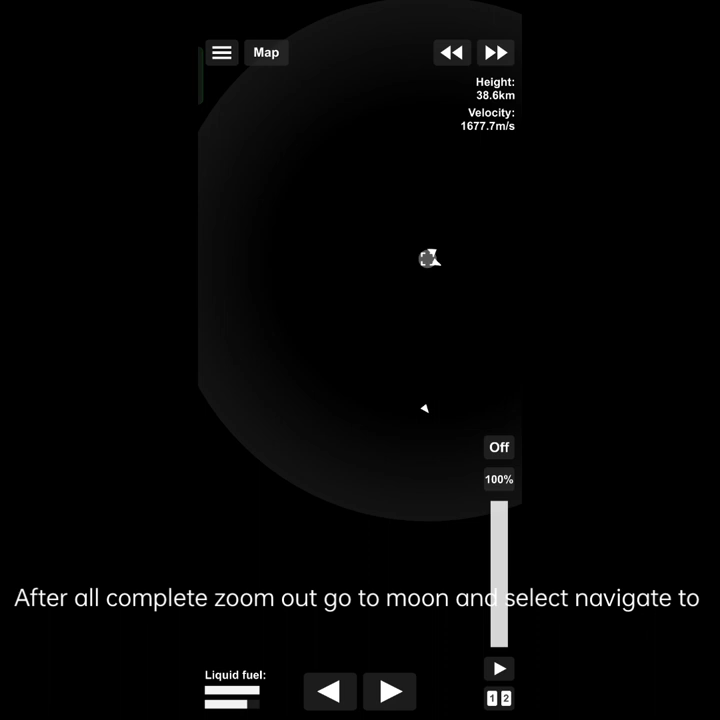 Map
Height:
38.6km
Velocity:
1677.7m/s
Off
100%
After all complete zoom out go to moon and select navigate to
Liquid fuel:
1 2